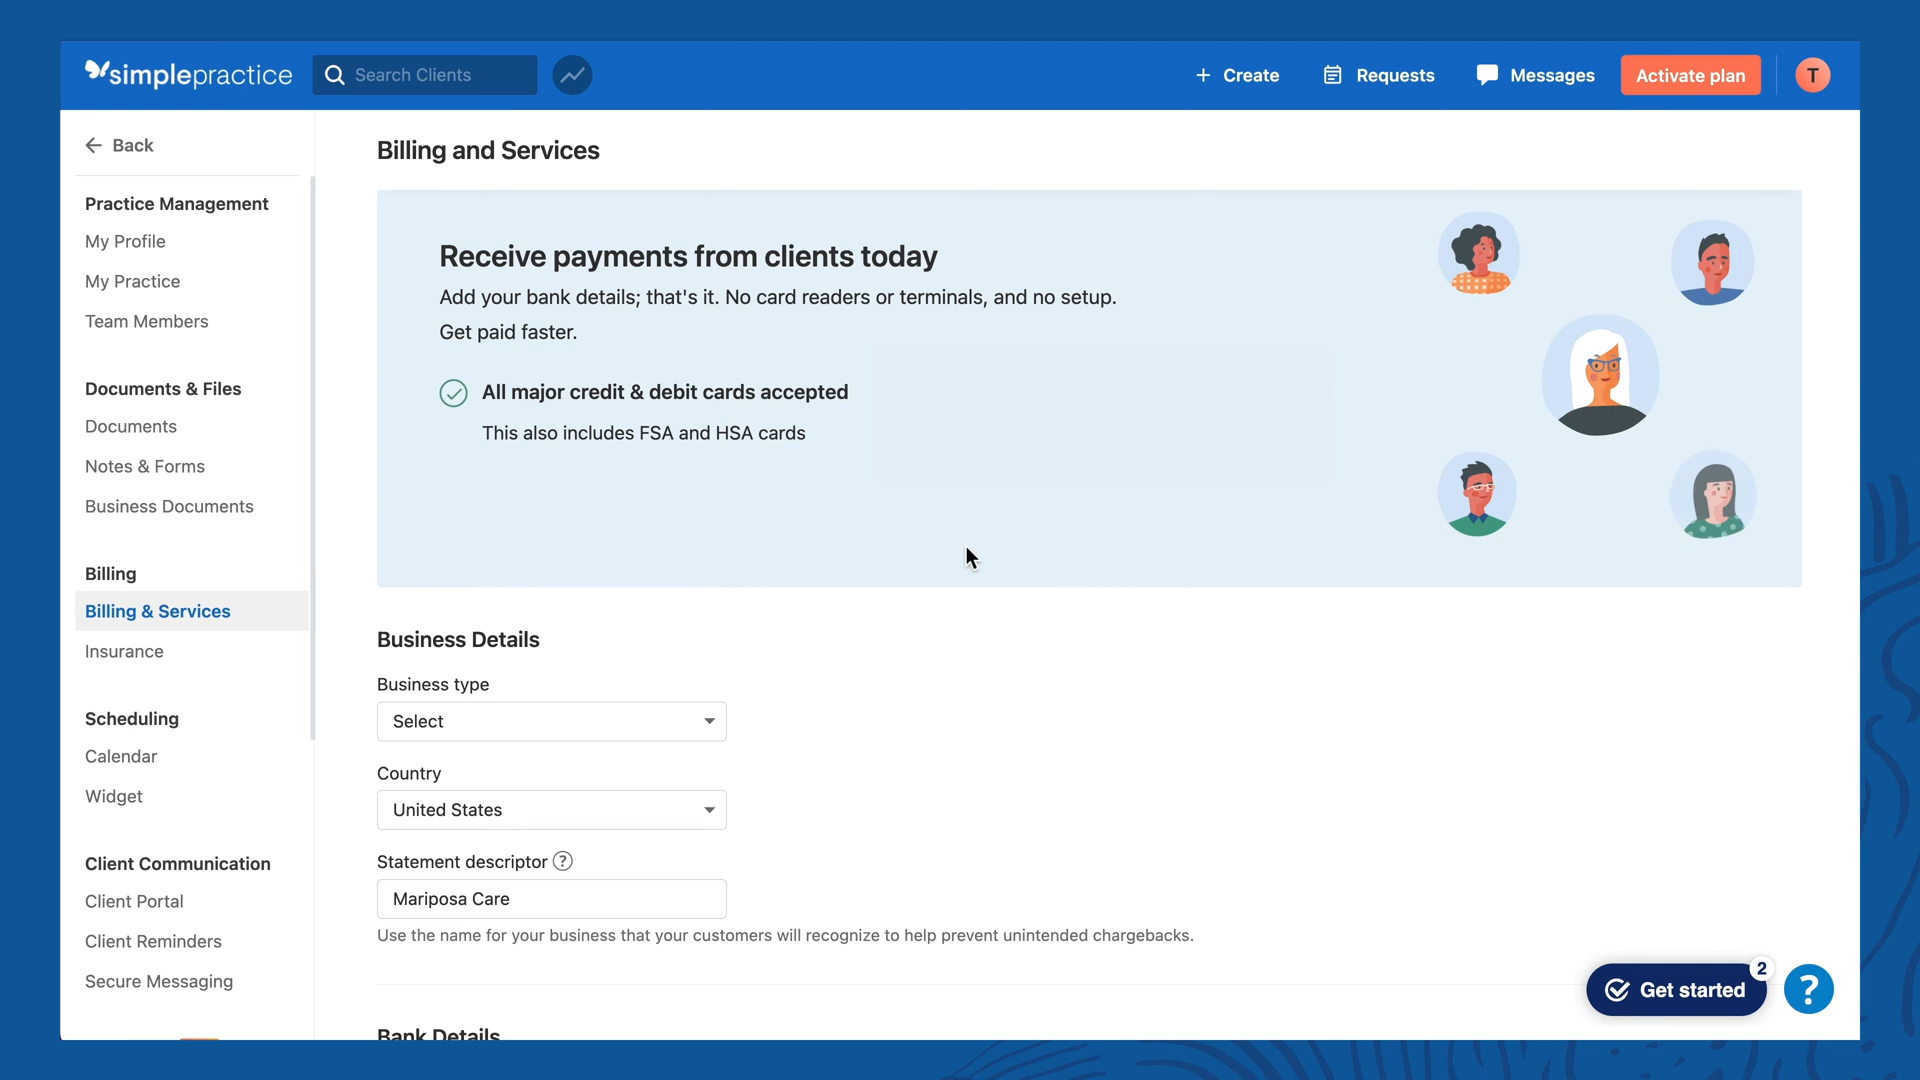 simplepractice
Search Clients
Create
Requests
Messages
Activate plan
T
Back
Practice Management
My Profile
My Practice
Team Members
Documents & Files
Documents
Notes & Forms
Business Documents
Billing
Billing & Services
Insurance
Scheduling
Calendar
Widget
Client Communication
Client Portal
Client Reminders
Secure Messaging
Billing and Services
Receive payments from clients today
Add your bank details; that's it. No card readers or terminals, and no setup.
Get paid faster.
All major credit & debit cards accepted
This also includes FSA and HSA cards
Business Details
Business type
Select
Country
United States
Statement descriptor ?
Mariposa Care
Use the name for your business that your customers will recognize to help prevent unintended chargebacks.
Bank Details
Get started
2
?